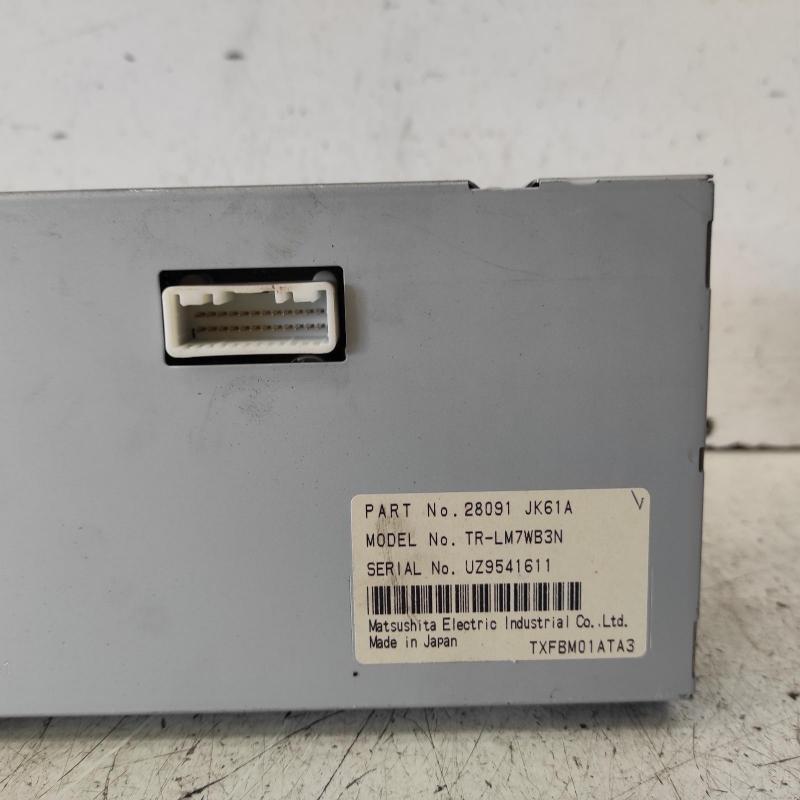 PART No. 28091 JK61A
MODEL No. TR-LM7WB3N
SERIAL No. UZ9541611
Matsushita Electric Industrial Co.,Ltd.
Made in Japan TXFBM01ATA3